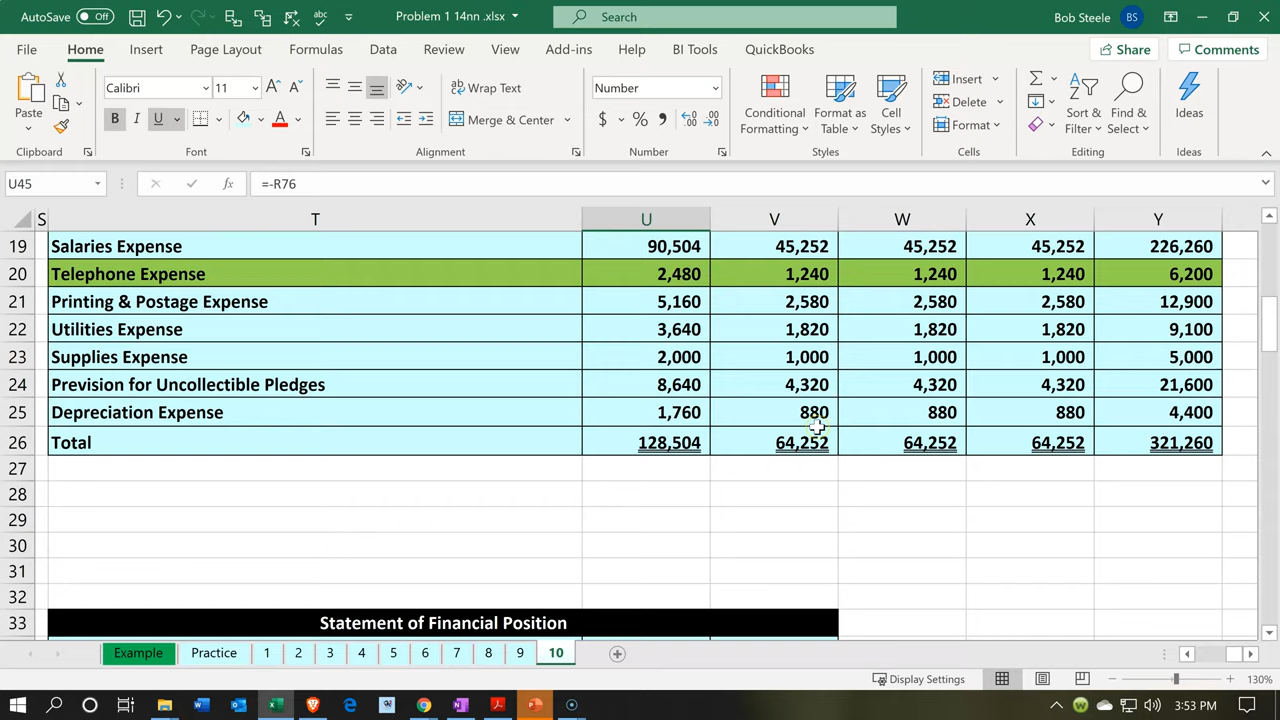 AutoSave Off Problem 1 14nn .xlsx Search Bob Steele BS
File Home Insert Page Layout Formulas Data Review View Add-ins Help BI Tools QuickBooks Share Comments
Paste Calibri 11 Wrap Text Number Conditional Formatting Format as Table Cell Styles Insert Sort & Filter Find & Select Ideas
Delete
B I U A Merge & Center $ % Format
Clipboard Font Alignment Number Styles Cells Editing Ideas
U45 fx =-R76
S T U V W X Y
19 Salaries Expense 90,504 45,252 45,252 45,252 226,260
20 Telephone Expense 2,480 1,240 1,240 1,240 6,200
21 Printing & Postage Expense 5,160 2,580 2,580 2,580 12,900
22 Utilities Expense 3,640 1,820 1,820 1,820 9,100
23 Supplies Expense 2,000 1,000 1,000 1,000 5,000
24 Prevision for Uncollectible Pledges 8,640 4,320 4,320 4,320 21,600
25 Depreciation Expense 1,760 880 880 880 4,400
26 Total 128,504 64,252 64,252 64,252 321,260
27
28
29
30
31
32
33 Statement of Financial Position
Example Practice 1 2 3 4 5 6 7 8 9 10
Display Settings 130%
3:53 PM